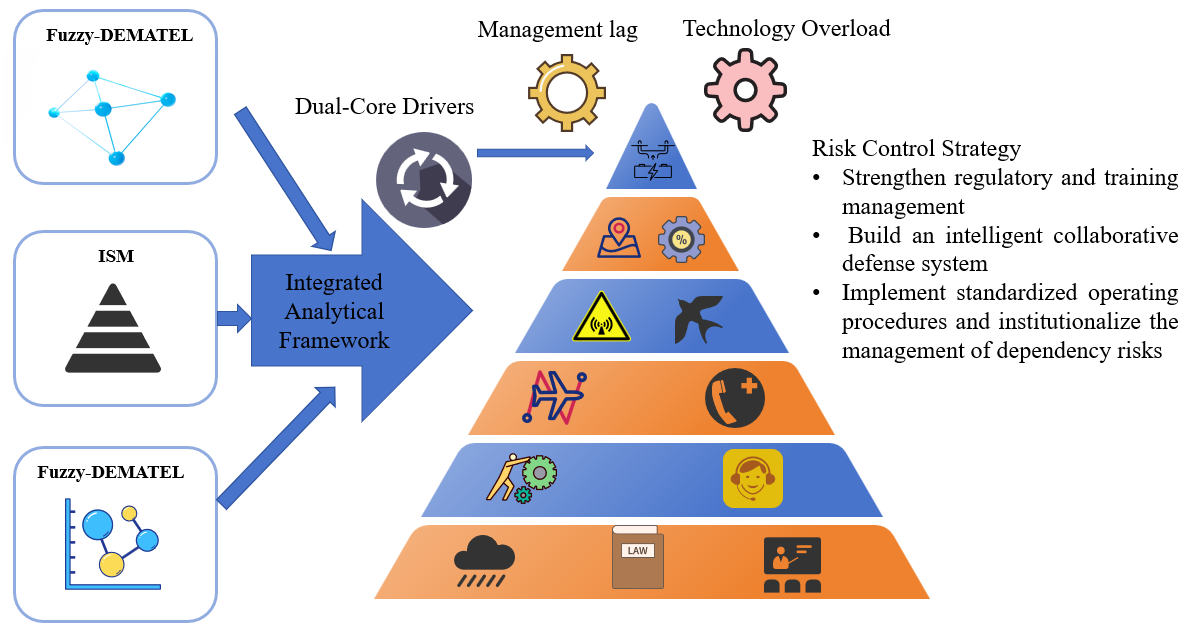 Fuzzy-DEMATEL
ISM
Fuzzy-DEMATEL
Integrated
Analytical
Framework
Dual-Core Drivers
Management lag
Technology Overload
%
LAW
Risk Control Strategy
• Strengthen regulatory and training
management
• Build an intelligent collaborative
defense system
• Implement standardized operating
procedures and institutionalize the
management of dependency risks